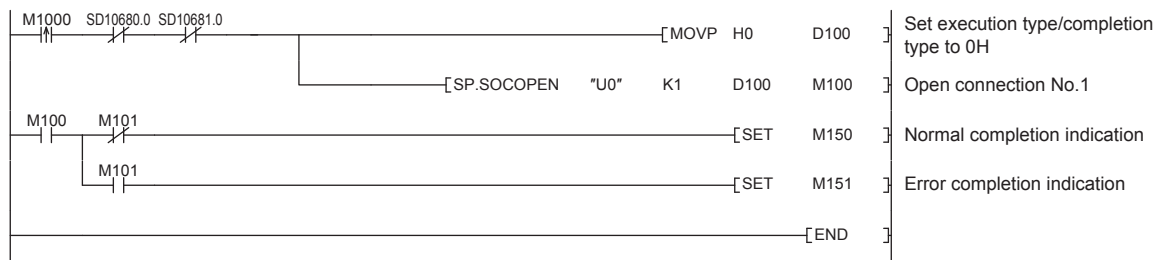 M1000 SD10680.0 SD10681.0
[MOVP H0 D100 ] Set execution type/completion
type to 0H
[SP.SOCOPEN "U0" K1 D100 M100 ] Open connection No.1
M100 M101
[SET M150 ] Normal completion indication
M101
[SET M151 ] Error completion indication
[END ]